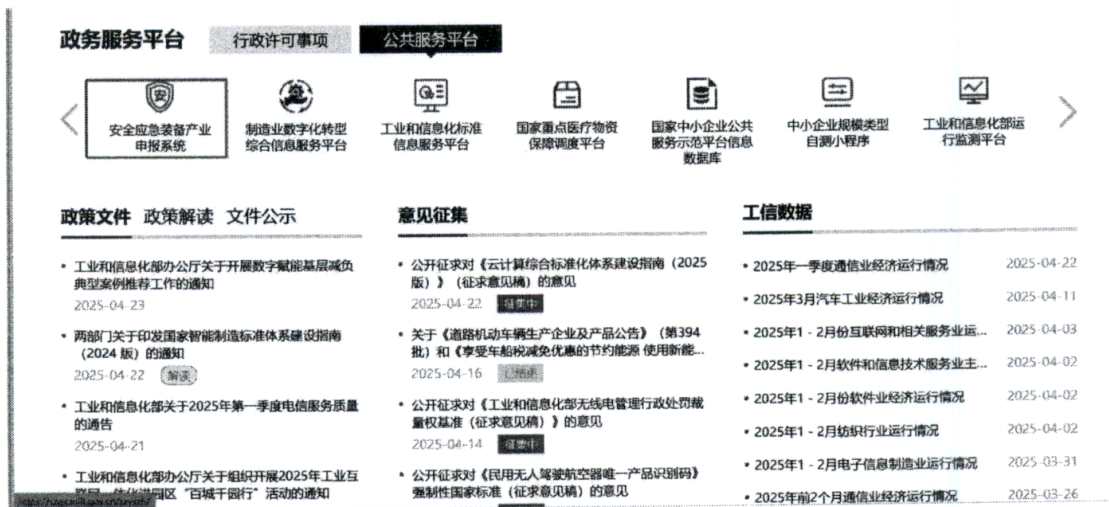 政务服务平台 行政许可事项 公共服务平台
安全应急装备产业
申报系统
制造业数字化转型
综合信息服务平台
工业和信息化标准
信息服务平台
国家重点医疗物资
保障调度平台
国家中小企业公共
服务示范平台信息
数据库
中小企业规模类型
自测小程序
工业和信息化部运
行监测平台
政策文件 政策解读 文件公示
• 工业和信息化部办公厅关于开展数字赋能基层减负
典型案例推荐工作的通知
2025-04-23
• 两部门关于印发国家智能制造标准体系建设指南
（2024 版）的通知
2025-04-22 解读
• 工业和信息化部关于2025年第一季度电信服务质量
的通告
2025-04-21
• 工业和信息化部办公厅关于组织开展2025年工业互
园区“百城千园行”活动的通知
意见征集
• 公开征求对《云计算综合标准化体系建设指南（2025
版）》（征求意见稿）的意见
2025-04-22 征集中
• 关于《道路机动车辆生产企业及产品公告》（第394
批）和《享受车船税减免优惠的节约能源 使用新能...
2025-04-16 已结束
• 公开征求对《工业和信息化部无线电管理行政处罚裁
量权基准（征求意见稿）》的意见
2025-04-14 征集中
• 公开征求对《民用无人驾驶航空器唯一产品识别码》
强制性国家标准（征求意见稿）的意见
工信数据
• 2025年一季度通信业经济运行情况 2025-04-22
• 2025年3月汽车工业经济运行情况 2025-04-11
• 2025年1－2月份互联网和相关服务业运... 2025-04-03
• 2025年1－2月软件和信息技术服务业主... 2025-04-02
• 2025年1－2月份软件业经济运行情况 2025-04-02
• 2025年1－2月纺织行业运行情况 2025-04-02
• 2025年1－2月电子信息制造业运行情况 2025-03-31
• 2025年前2个月通信业经济运行情况 2025-03-26